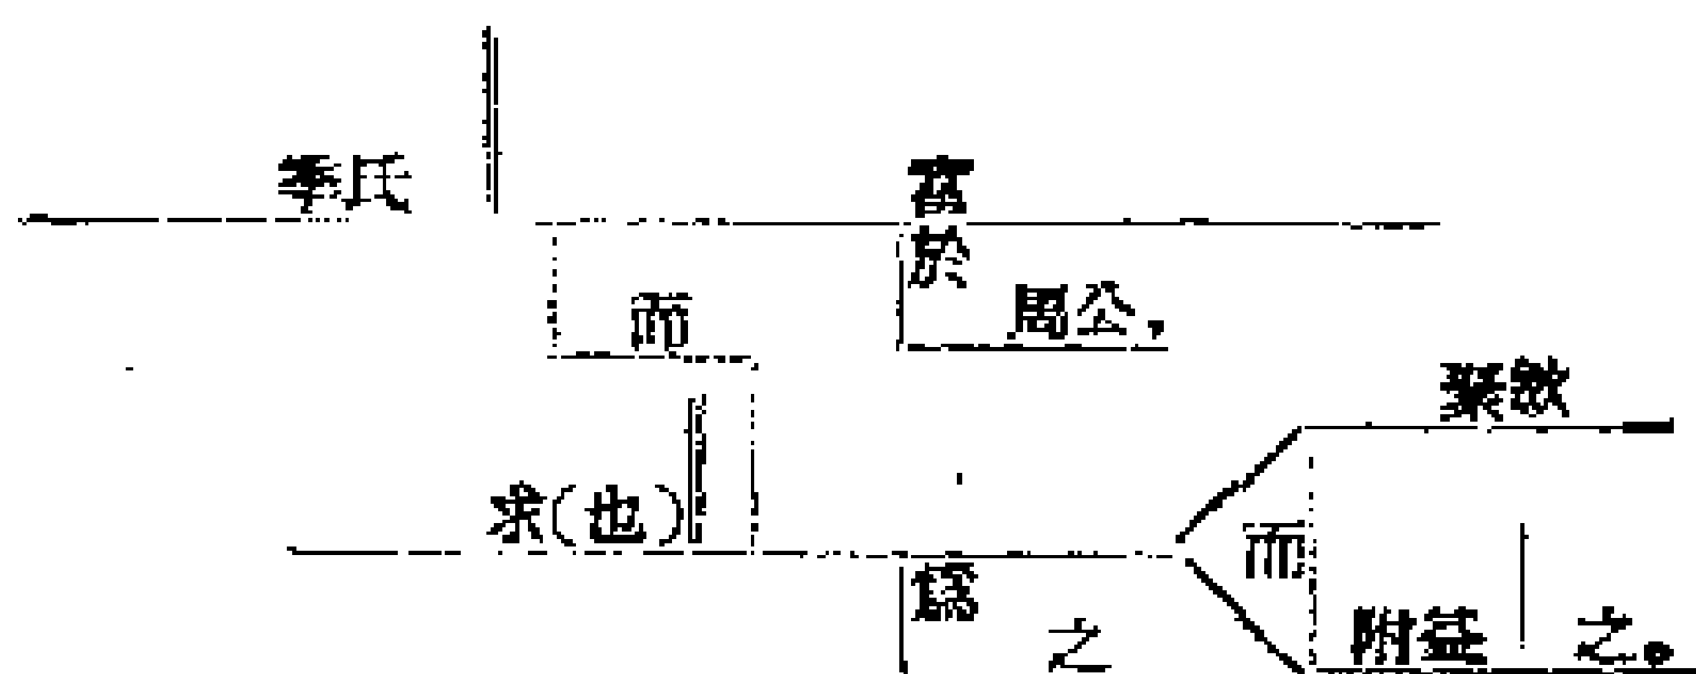 季氏 富
於
而 周公，
聚斂
求(也) 而
爲
之 附益 之。